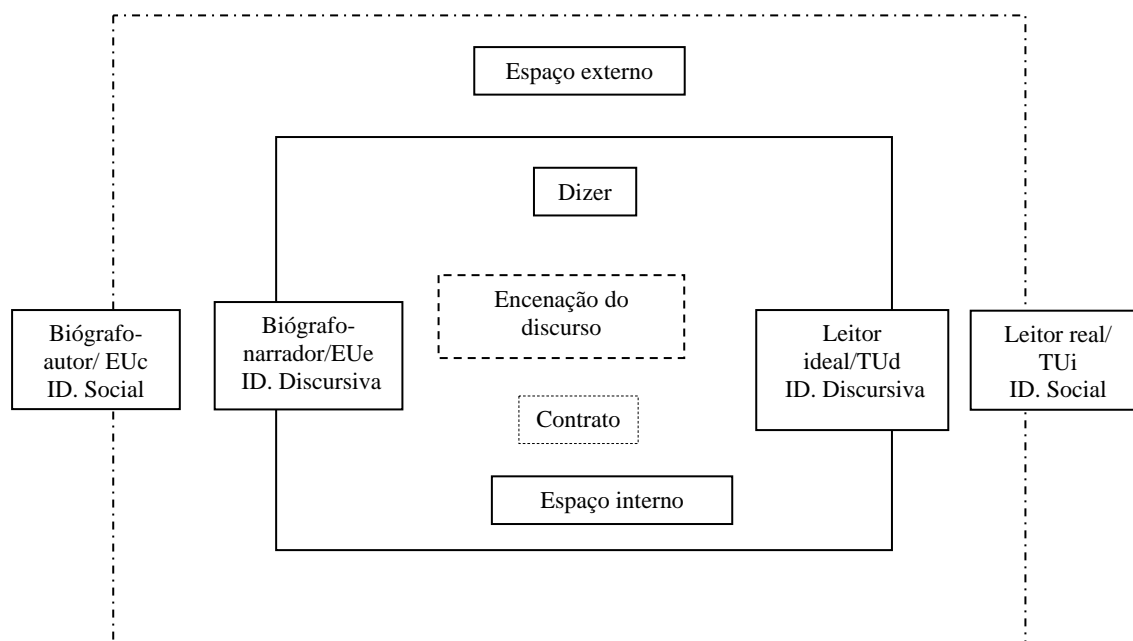 Espaço externo
Dizer
Encenação do
discurso
Biógrafo-
autor/ EUc
ID. Social
Biógrafo-
narrador/EUe
ID. Discursiva
Leitor
ideal/TUd
ID. Discursiva
Leitor real/
TUi
ID. Social
Contrato
Espaço interno